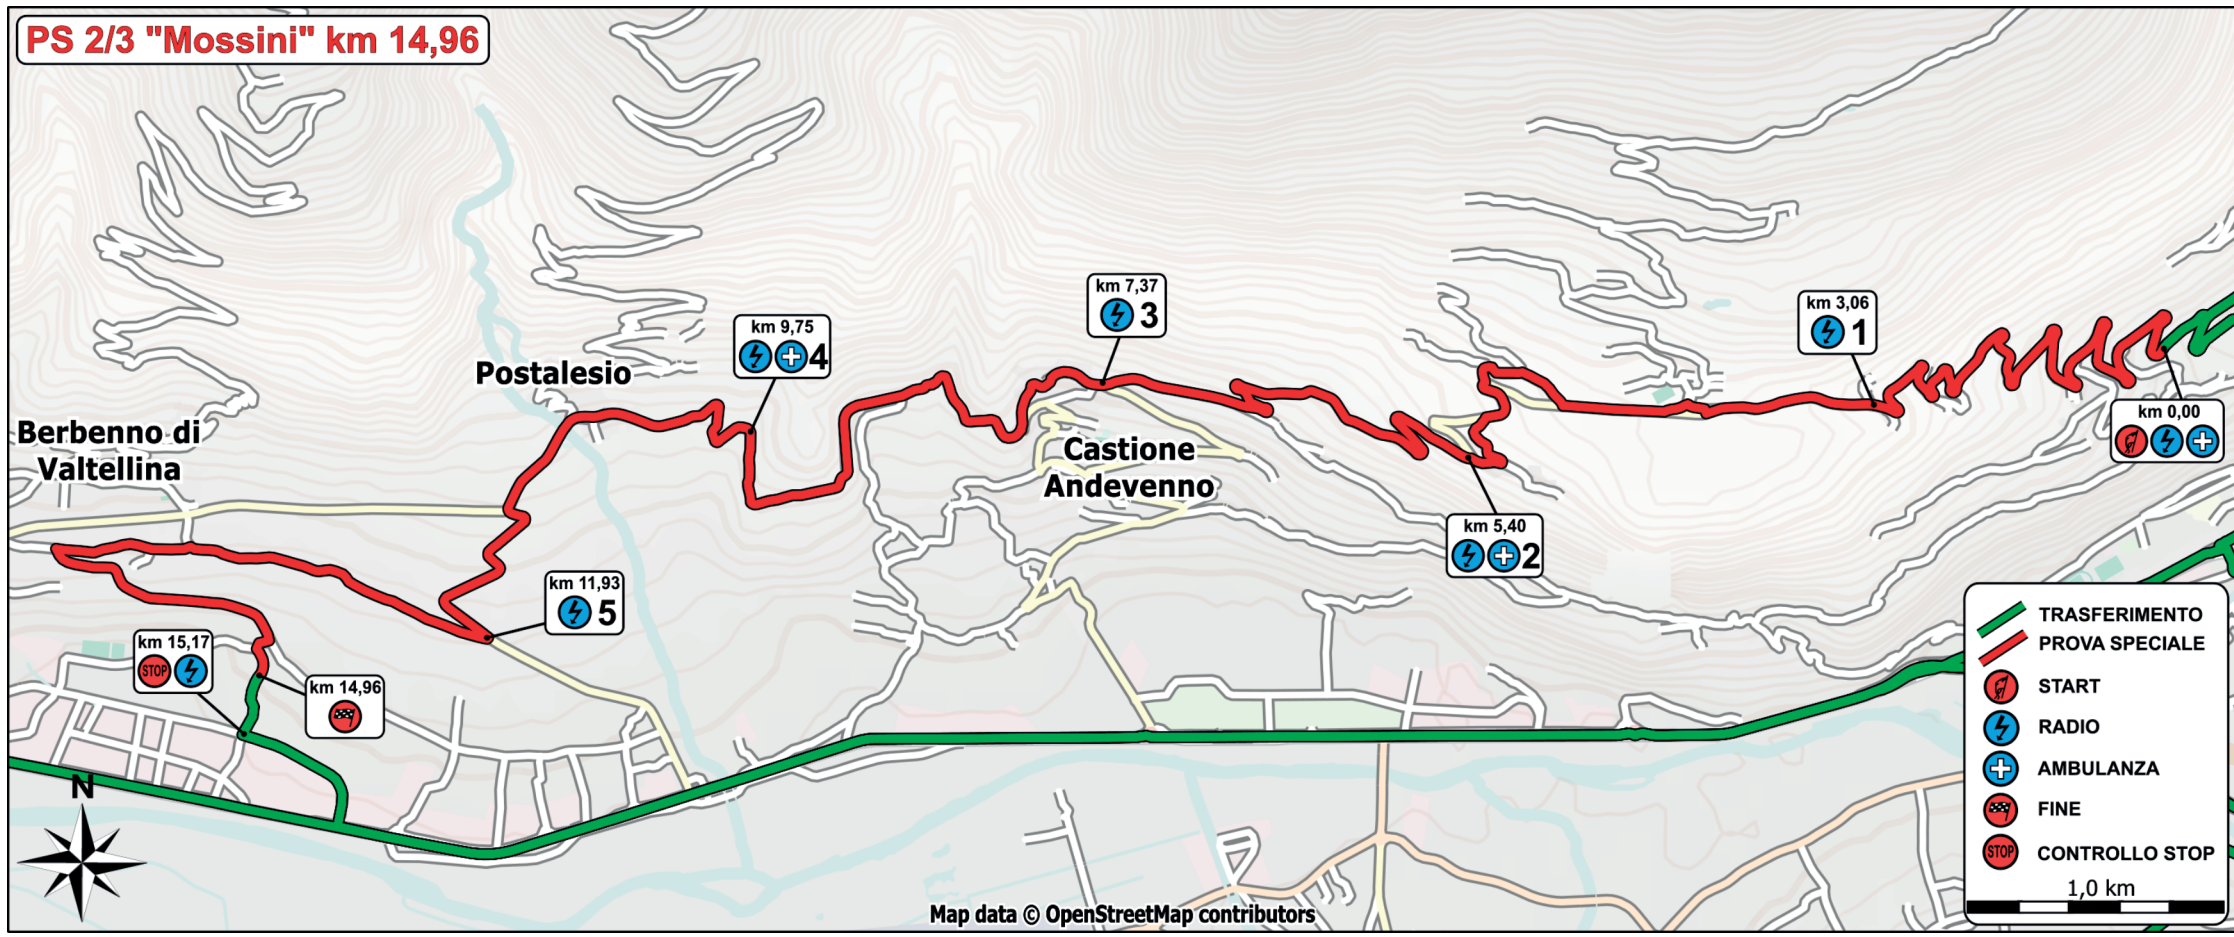 PS 2/3 "Mossini" km 14,96
km 7,37
3
km 3,06
1
km 9,75
4
Postalesio
km 0,00
Berbenno di
Valtellina
Castione
Andevenno
km 5,40
2
km 11,93
5
km 15,17
STOP
km 14,96
N
TRASFERIMENTO
PROVA SPECIALE
START
RADIO
AMBULANZA
FINE
STOP CONTROLLO STOP
1,0 km
Map data © OpenStreetMap contributors